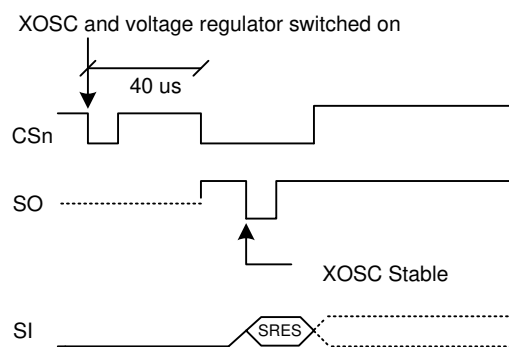 XOSC and voltage regulator switched on
40 us
CSn
SO
XOSC Stable
SI
SRES